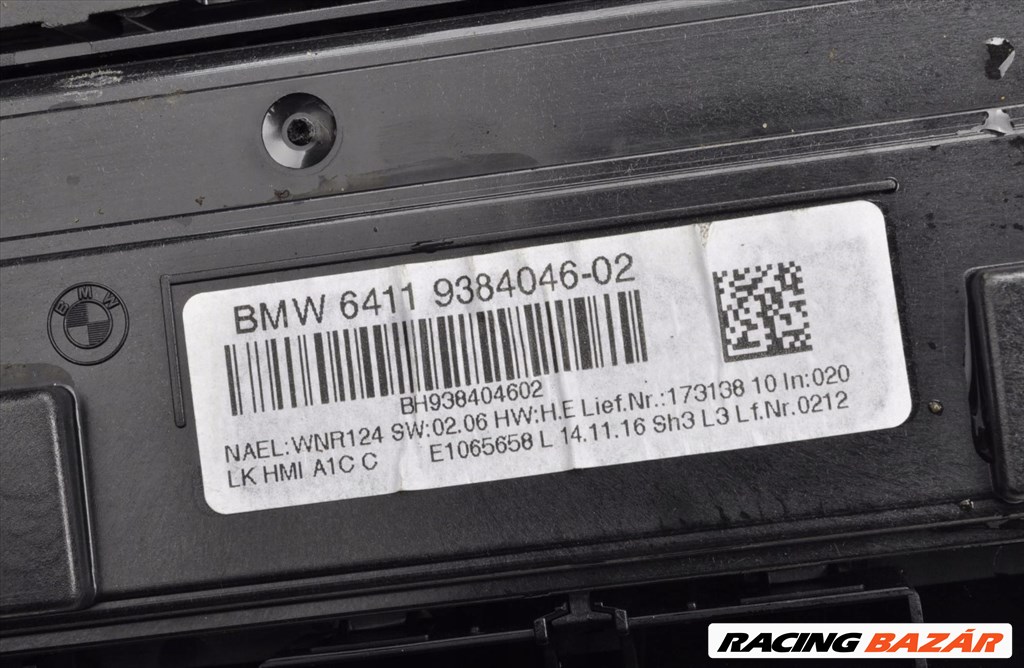 BMW
BMW 6411 9384046-02
BH938404602
NAEL:WNR124 SW:02.06 HW:H.E Lief.Nr.:173138 10 In:020
LK HMI A1C C E1065658 L 14.11.16 Sh3 L3 Lf.Nr.0212
RACING BAZÁR